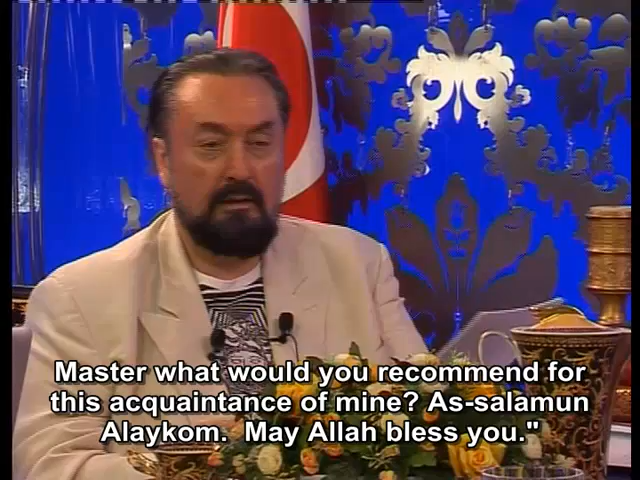 Master what would you recommend for
this acquaintance of mine? As-salamun
Alaykom.  May Allah bless you."